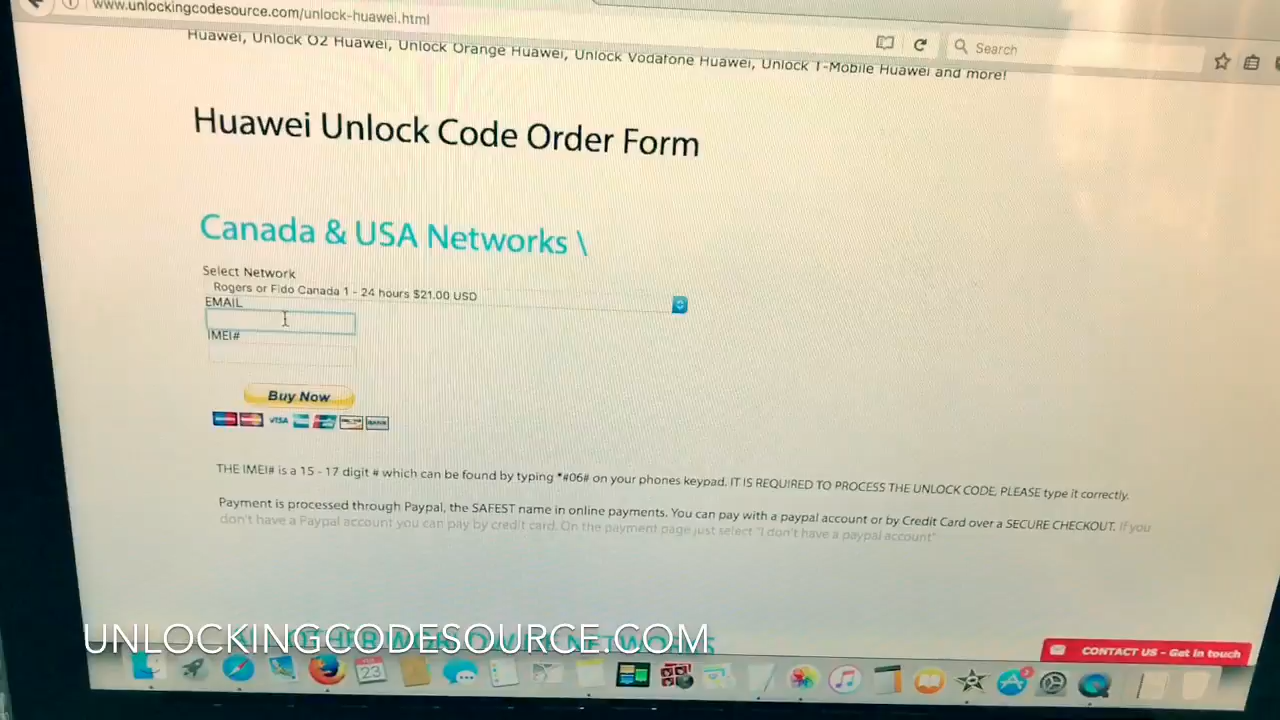 www.unlockingcodesource.com/unlock-huawei.html
Search
Huawei, Unlock O2 Huawei, Unlock Orange Huawei, Unlock Vodafone Huawei, Unlock T-Mobile Huawei and more!
Huawei Unlock Code Order Form
Canada & USA Networks \
Select Network
Rogers or Fido Canada 1 - 24 hours $21.00 USD
EMAIL
IMEI#
Buy Now
VISA
THE IMEI# is a 15 - 17 digit # which can be found by typing *#06# on your phones keypad. IT IS REQUIRED TO PROCESS THE UNLOCK CODE, PLEASE type it correctly.
Payment is processed through Paypal, the SAFEST name in online payments. You can pay with a paypal account or by Credit Card over a SECURE CHECKOUT. If you
don't have a Paypal account you can pay by credit card. On the payment page just select "I don't have a paypal account"
UNLOCKINGCODESOURCE.COM
CONTACT US - Get in touch
FEB
23